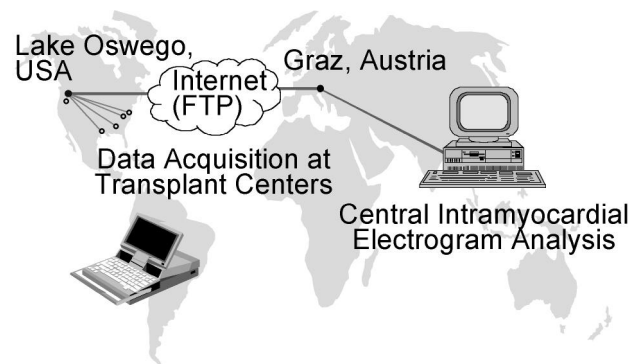 Lake Oswego,
USA
Internet
(FTP)
Graz, Austria
Data Acquisition at
Transplant Centers
Central Intramyocardial
Electrogram Analysis